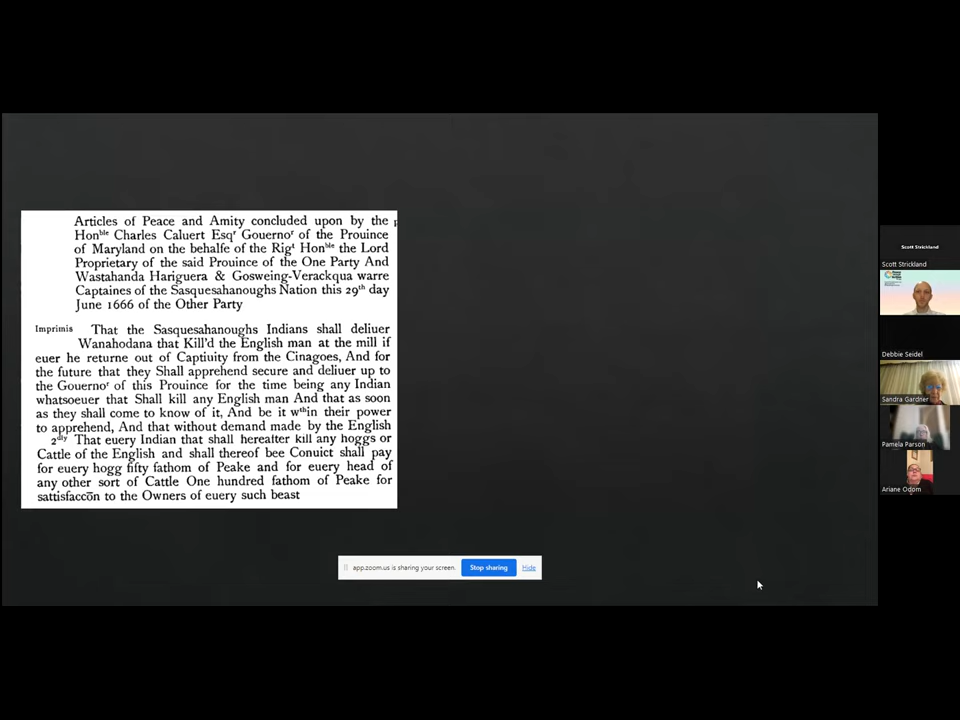 Articles of Peace and Amity concluded upon by the
Honble Charles Caluert Esqr Gouernor of the Prouince
of Maryland on the behalfe of the Rigt Honble the Lord
Proprietary of the said Prouince of the One Party And
Wastahanda Hariguera & Gosweing-Verackqua warre
Captaines of the Sasquesahanoughs Nation this 29th day
June 1666 of the Other Party
Imprimis That the Sasquesahanoughs Indians shall deliuer
Wanahodana that Kill'd the English man at the mill if
euer he returne out of Captiuity from the Cinagoes, And for
the future that they Shall apprehend secure and deliuer up to
the Gouernor of this Prouince for the time being any Indian
whatsoeuer that Shall kill any English man And that as soon
as they shall come to know of it, And be it wthin their power
to apprehend, And that without demand made by the English
2dly That euery Indian that shall hereafter kill any hoggs or
Cattle of the English and shall thereof bee Conuict shall pay
for euery hogg fifty fathom of Peake and for euery head of
any other sort of Cattle One hundred fathom of Peake for
sattisfaccōn to the Owners of euery such beast
app.zoom.us is sharing your screen. Stop sharing Hide
Scott Strickland
Scott Strickland
Debbie Seidel
Sandra Gardner
Pamela Parson
Ariane Odom